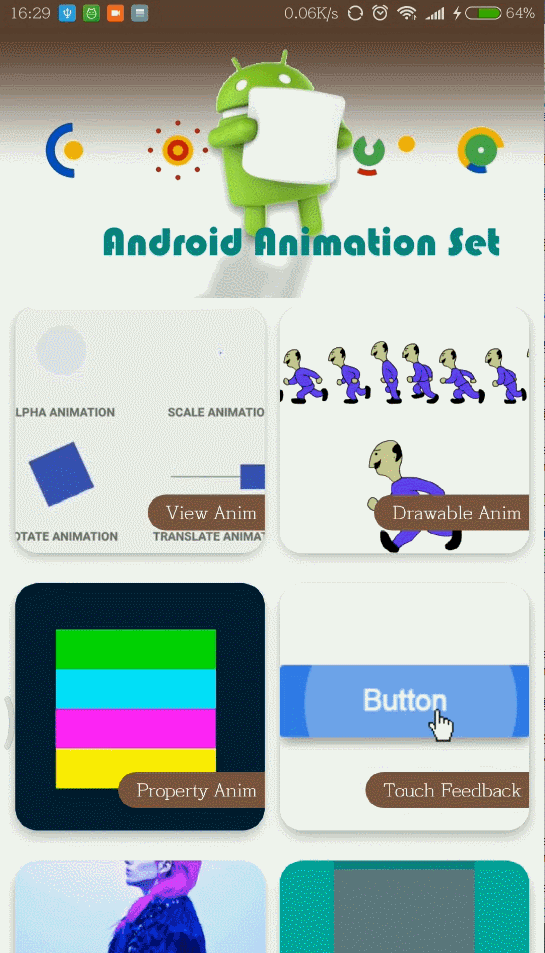 16:29 0.06K/s 64%
Android Animation Set
LPHA ANIMATION SCALE ANIMATIO
OTATE ANIMATION TRANSLATE ANIMAT
View Anim
Drawable Anim
Property Anim
Button
Touch Feedback